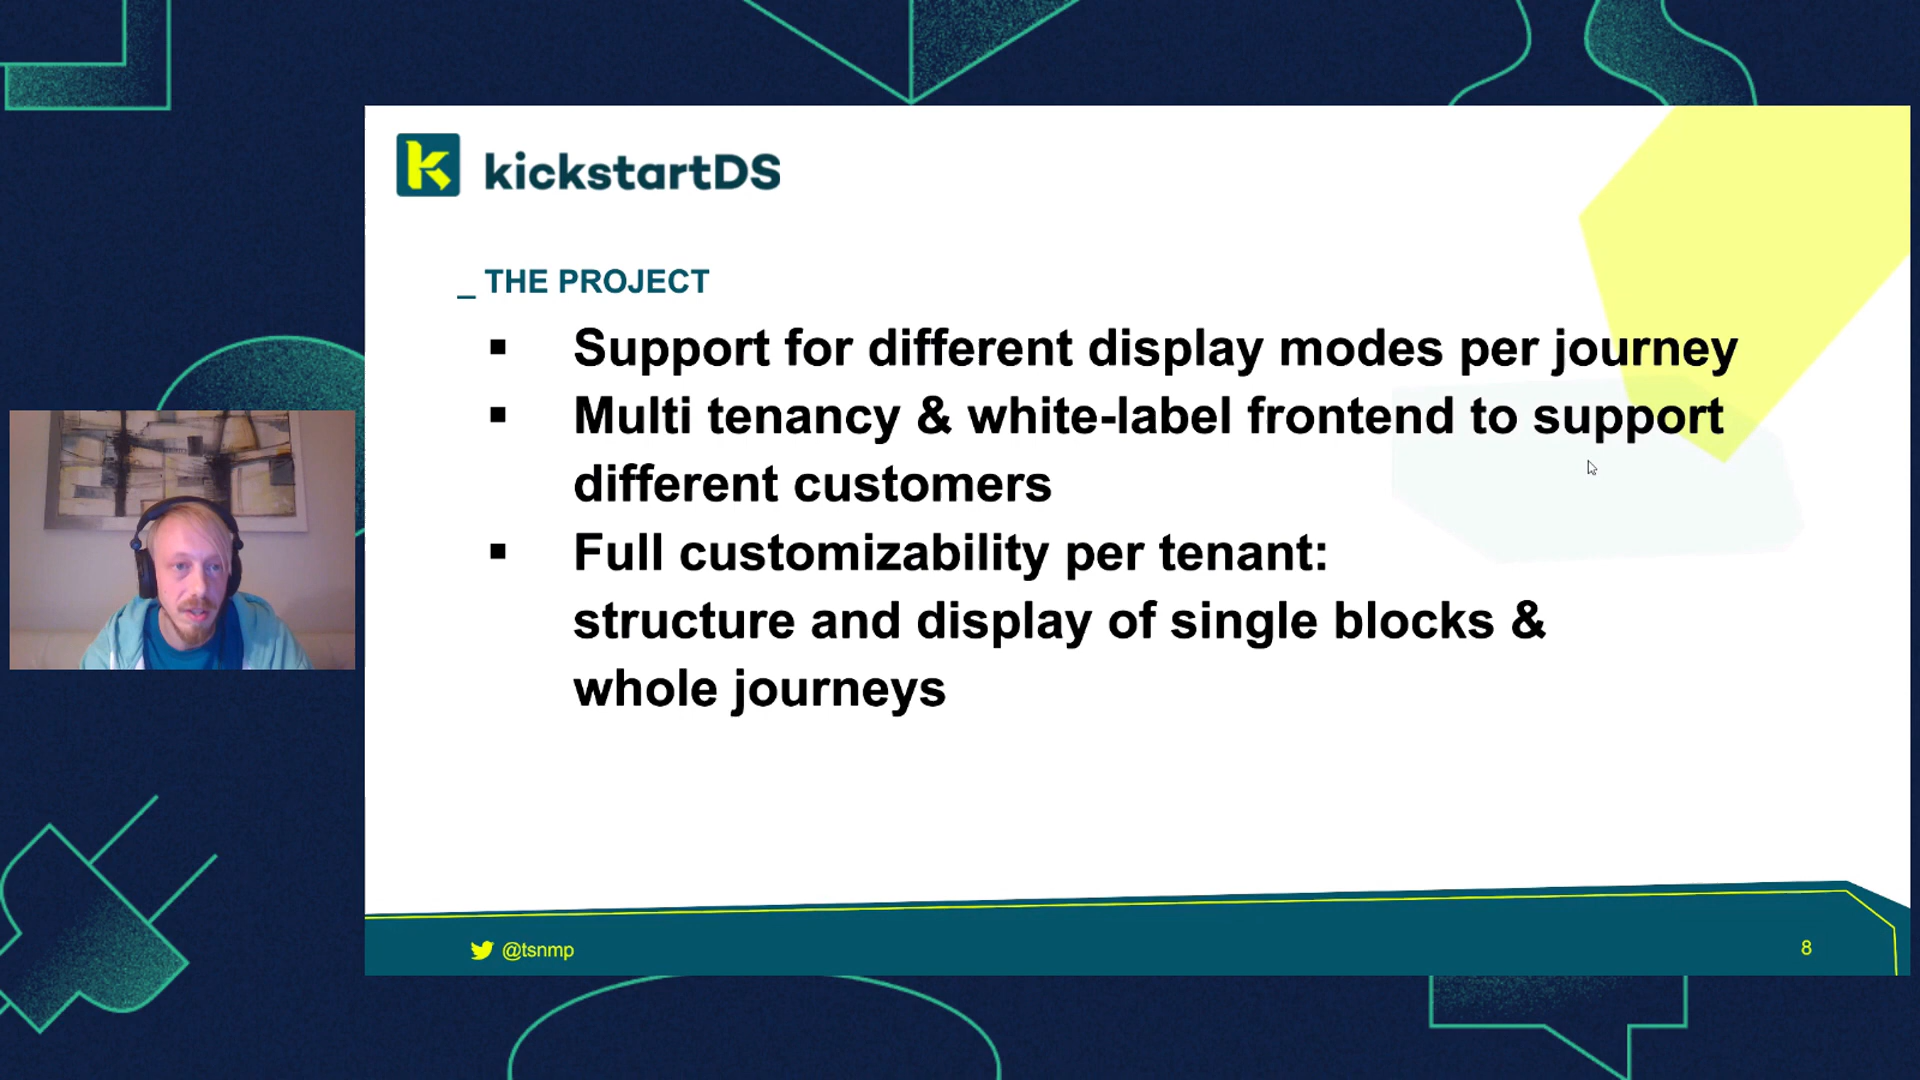 kickstartDS
_ THE PROJECT
▪ Support for different display modes per journey
▪ Multi tenancy & white-label frontend to support
different customers
▪ Full customizability per tenant:
structure and display of single blocks &
whole journeys
@tsnmp
8